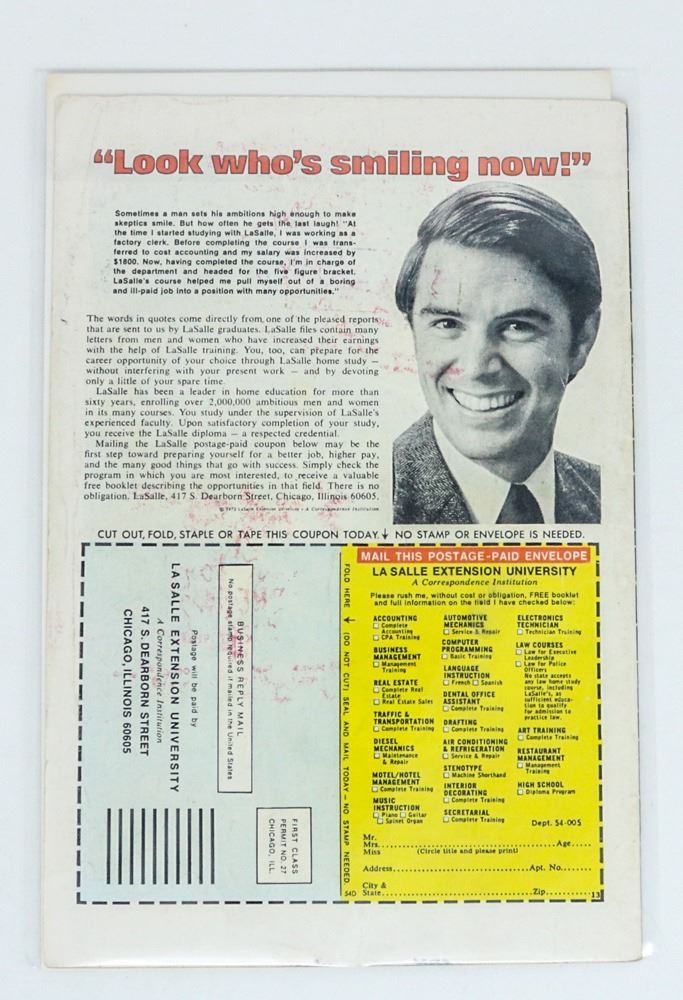 “Look who’s smiling now!”
Sometimes a man sets his ambitions high enough to make
skeptics smile. But how often he gets the last laugh! "At
the time I started studying with LaSalle, I was working as a
factory clerk. Before completing the course I was trans-
ferred to cost accounting and my salary was increased by
$1800. Now, having completed the course, I'm in charge of
the department and headed for the five figure bracket.
LaSalle's course helped me pull myself out of a boring
and ill-paid job into a position with many opportunities."
The words in quotes come directly from one of the pleased reports
that are sent to us by LaSalle graduates. LaSalle files contain many
letters from men and women who have increased their earnings
with the help of LaSalle training. You, too, can prepare for the
career opportunity of your choice through LaSalle home study —
without interfering with your present work — and by devoting
only a little of your spare time.
LaSalle has been a leader in home education for more than
sixty years, enrolling over 2,000,000 ambitious men and women
in its many courses. You study under the supervision of LaSalle's
experienced faculty. Upon satisfactory completion of your study,
you receive the LaSalle diploma — a respected credential.
Mailing the LaSalle postage-paid coupon below may be the
first step toward preparing yourself for a better job, higher pay,
and the many good things that go with success. Simply check the
program in which you are most interested, to receive a valuable
free booklet describing the opportunities in that field. There is no
obligation. LaSalle, 417 S. Dearborn Street, Chicago, Illinois 60605.
LaSalle Extension University • A Correspondence Institution
CUT OUT, FOLD, STAPLE OR TAPE THIS COUPON TODAY. ↓ NO STAMP OR ENVELOPE IS NEEDED.
BUSINESS REPLY MAIL
No postage stamp required if mailed in the United States
Postage will be paid by
LA SALLE EXTENSION UNIVERSITY
A Correspondence Institution
417 S. DEARBORN STREET
CHICAGO, ILLINOIS 60605
FIRST CLASS
PERMIT NO. 27
CHICAGO, ILL.
FOLD HERE → (DO NOT CUT) SEAL AND MAIL TODAY — NO STAMP NEEDED
54D
MAIL THIS POSTAGE-PAID ENVELOPE
LA SALLE EXTENSION UNIVERSITY
A Correspondence Institution
Please rush me, without cost or obligation, FREE booklet
and full information on the field I have checked below:
ACCOUNTING
☐ Complete
Accounting
☐ CPA Training
BUSINESS
MANAGEMENT
☐ Management
Training
REAL ESTATE
☐ Complete Real
Estate
☐ Real Estate Sales
TRAFFIC &
TRANSPORTATION
☐ Complete Training
DIESEL
MECHANICS
☐ Maintenance
& Repair
MOTEL/HOTEL
MANAGEMENT
☐ Complete Training
MUSIC
INSTRUCTION
☐ Piano ☐ Guitar
☐ Spinet Organ
AUTOMOTIVE
MECHANICS
☐ Service & Repair
COMPUTER
PROGRAMMING
☐ Basic Training
LANGUAGE
INSTRUCTION
☐ French ☐ Spanish
DENTAL OFFICE
ASSISTANT
☐ Complete Training
DRAFTING
☐ Complete Training
AIR CONDITIONING
& REFRIGERATION
☐ Service & Repair
STENOTYPE
☐ Machine Shorthand
INTERIOR
DECORATING
☐ Complete Training
SECRETARIAL
☐ Complete Training
ELECTRONICS
TECHNICIAN
☐ Technician Training
LAW COURSES
☐ Law for Executive
Leadership
☐ Law for Police
Officers
No state accepts
any law home study
course, including
LaSalle's, as
sufficient educa-
tion to qualify
for admission to
practice law.
ART TRAINING
☐ Complete Training
RESTAURANT
MANAGEMENT
☐ Management
Training
HIGH SCHOOL
☐ Diploma Program
Dept. 54-005
Mr.
Mrs. Age
Miss (Circle title and please print)
Address Apt. No.
City &
State Zip 13